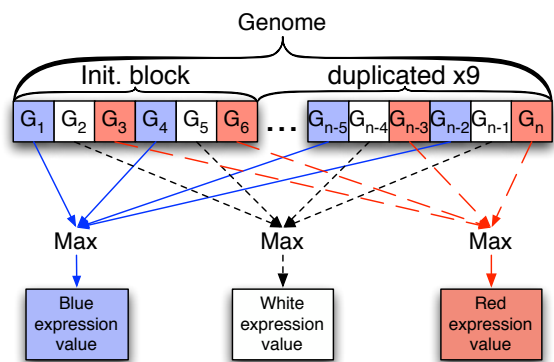 Genome
Init. block duplicated x9
G1 G2 G3 G4 G5 G6 ... Gn-5 Gn-4 Gn-3 Gn-2 Gn-1 Gn
Max Max Max
Blue expression value
White expression value
Red expression value